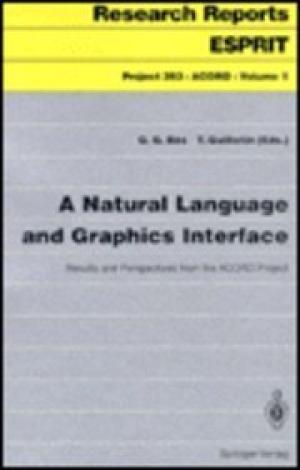 Research Reports
ESPRIT
Project 393 · ACORD · Volume 1
G. G. Bès T. Guillotin (Eds.)
A Natural Language
and Graphics Interface
Results and Perspectives from the ACORD Project
Springer-Verlag